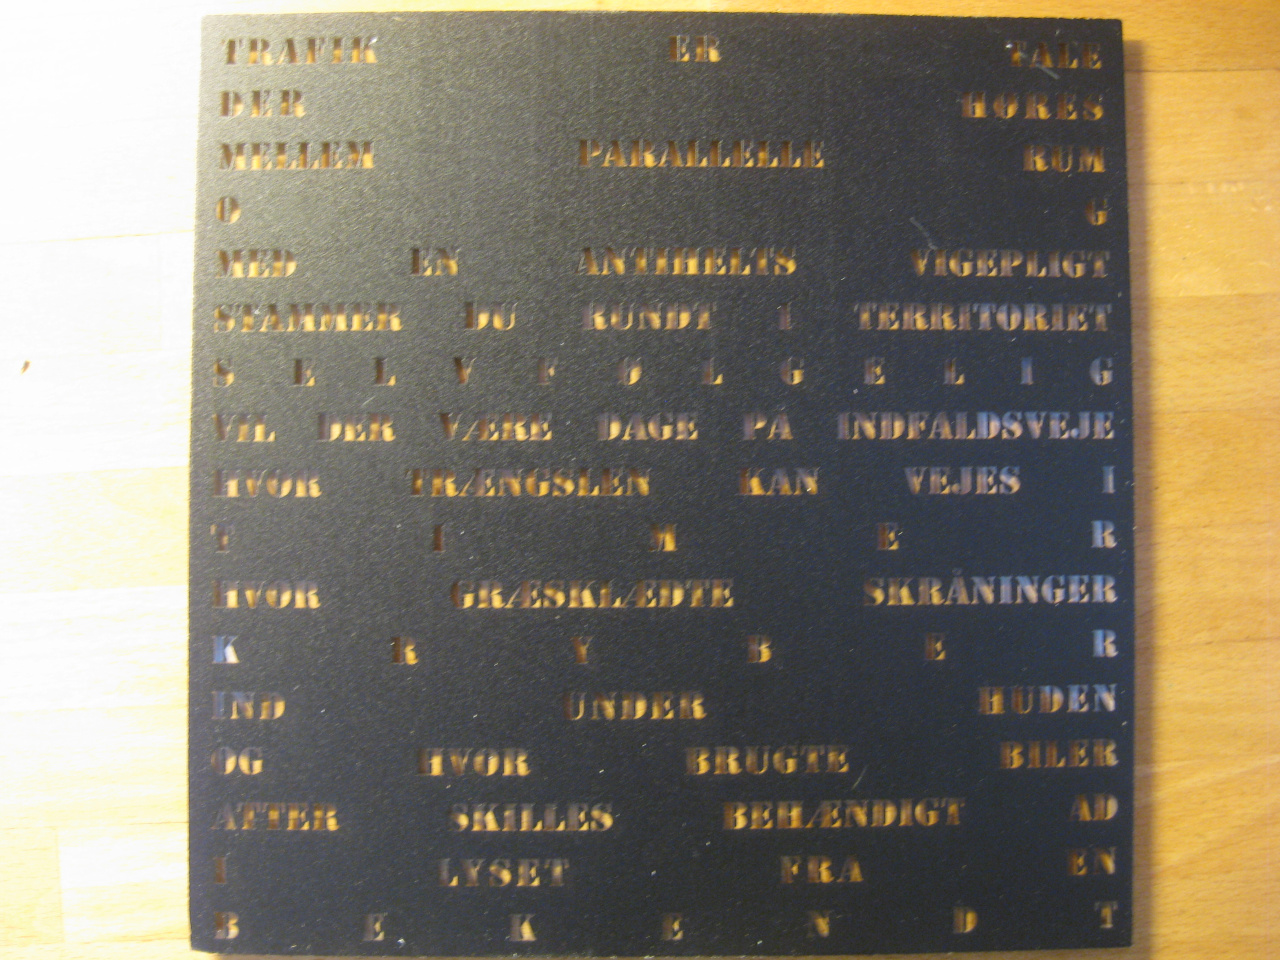 TRAFIK ER TALE
DER HØRES
MELLEM PARALLELLE RUM
O G
MED EN ANTIHELTS VIGEPLIGT
STAMMER DU RUNDT I TERRITORIET
S E L V F Ø L G E L I G
VIL DER VÆRE DAGE PÅ INDFALDSVEJE
HVOR TRÆNGSLEN KAN VEJES I
T I M E R
HVOR GRÆSKLÆDTE SKRÅNINGER
K R Y B E R
IND UNDER HUDEN
OG HVOR BRUGTE BILER
ATTER SKILLES BEHÆNDIGT AD
I LYSET FRA EN
B E K E N D T